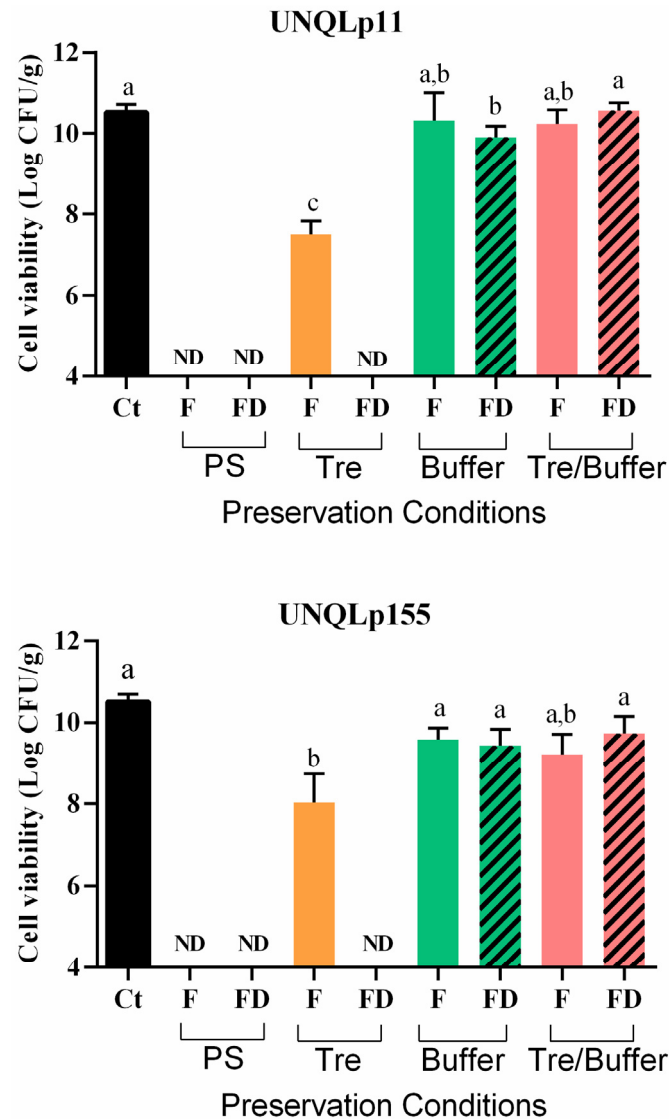 UNQLp11
Cell viability (Log CFU/g)
12
10
8
6
4
a
ND
ND
c
ND
a,b
b
a,b
a
Ct
F
FD
F
FD
F
FD
F
FD
PS
Tre
Buffer
Tre/Buffer
Preservation Conditions
UNQLp155
Cell viability (Log CFU/g)
12
10
8
6
4
a
ND
ND
b
ND
a
a
a,b
a
Ct
F
FD
F
FD
F
FD
F
FD
PS
Tre
Buffer
Tre/Buffer
Preservation Conditions